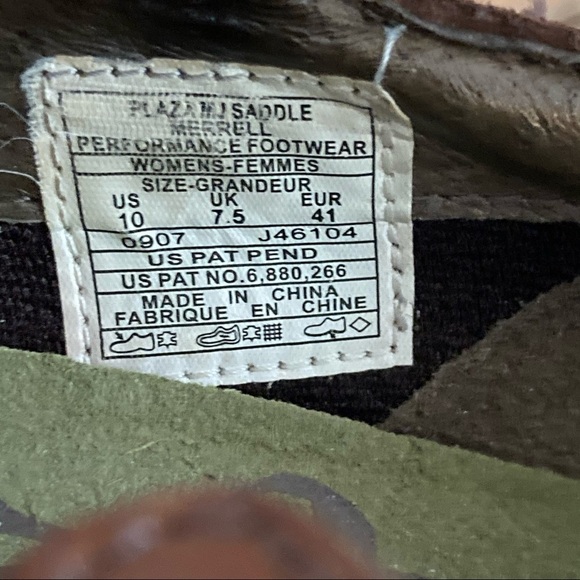 PLAZA MJ SADDLE
MERRELL
PERFORMANCE FOOTWEAR
WOMENS-FEMMES
SIZE-GRANDEUR
US UK EUR
10 7.5 41
0907 J46104
US PAT PEND
US PAT NO.6,880,266
MADE IN CHINA
FABRIQUE EN CHINE